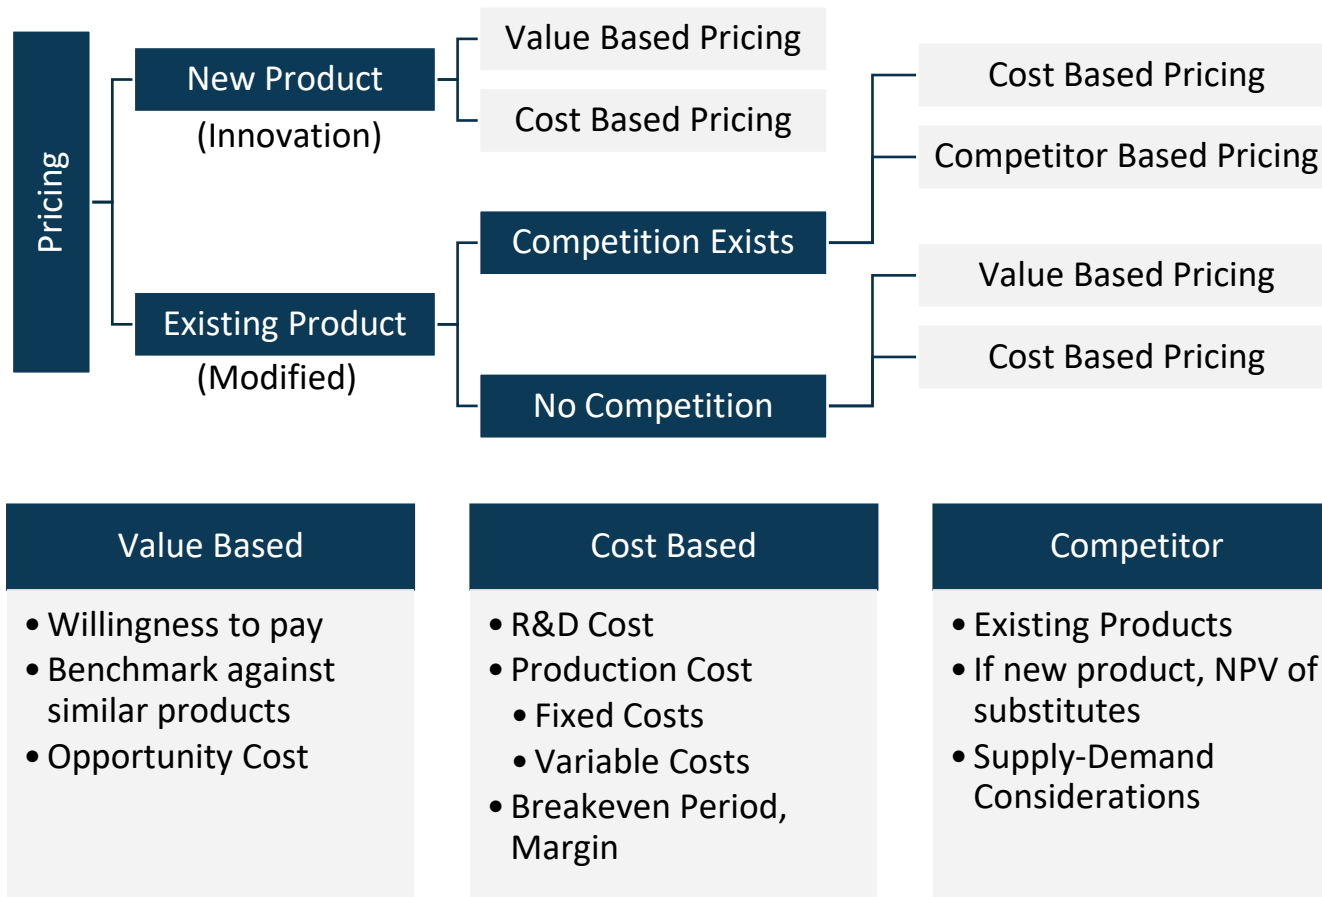 Pricing
New Product
(Innovation)
Value Based Pricing
Cost Based Pricing
Existing Product
(Modified)
Competition Exists
No Competition
Cost Based Pricing
Competitor Based Pricing
Value Based Pricing
Cost Based Pricing
Value Based
• Willingness to pay
• Benchmark against
similar products
• Opportunity Cost
Cost Based
• R&D Cost
• Production Cost
• Fixed Costs
• Variable Costs
• Breakeven Period,
Margin
Competitor
• Existing Products
• If new product, NPV of
substitutes
• Supply-Demand
Considerations